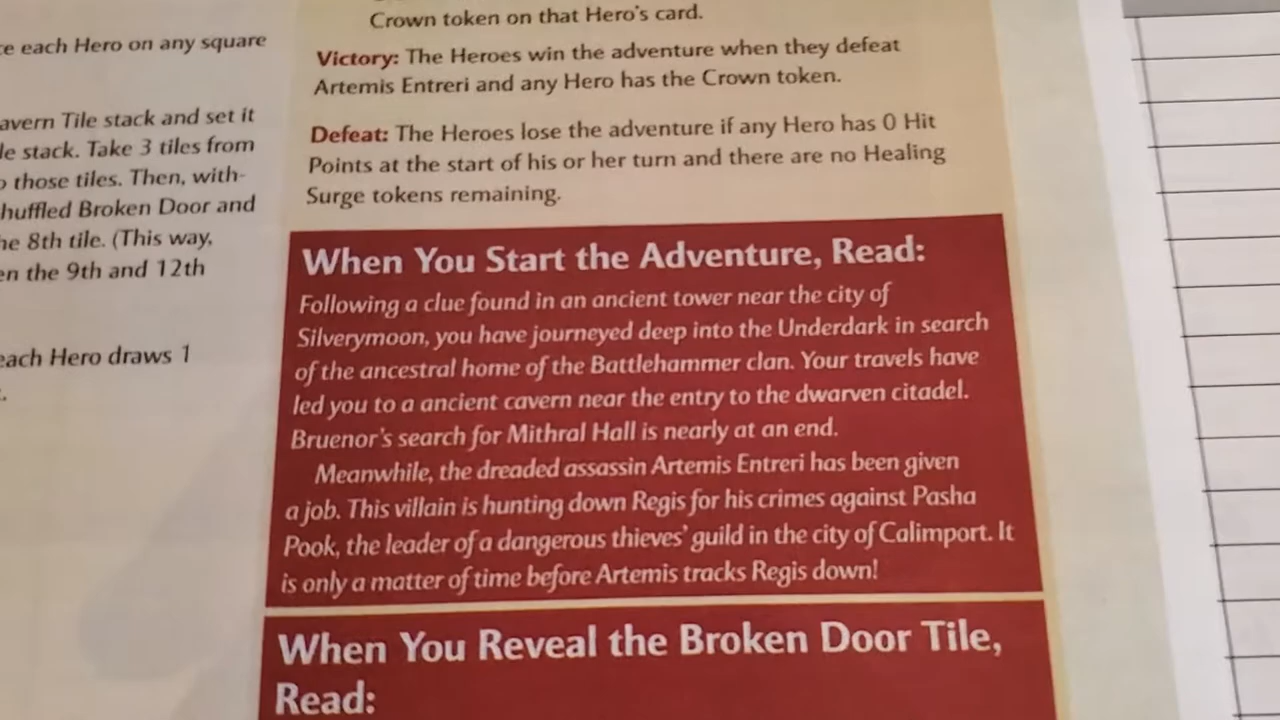 e each Hero on any square
avern Tile stack and set it
le stack. Take 3 tiles from
o those tiles. Then, with-
huffled Broken Door and
he 8th tile. (This way,
en the 9th and 12th
each Hero draws 1
Crown token on that Hero's card.
Victory: The Heroes win the adventure when they defeat
Artemis Entreri and any Hero has the Crown token.
Defeat: The Heroes lose the adventure if any Hero has 0 Hit
Points at the start of his or her turn and there are no Healing
Surge tokens remaining.
When You Start the Adventure, Read:
Following a clue found in an ancient tower near the city of
Silverymoon, you have journeyed deep into the Underdark in search
of the ancestral home of the Battlehammer clan. Your travels have
led you to a ancient cavern near the entry to the dwarven citadel.
Bruenor's search for Mithral Hall is nearly at an end.
Meanwhile, the dreaded assassin Artemis Entreri has been given
a job. This villain is hunting down Regis for his crimes against Pasha
Pook, the leader of a dangerous thieves' guild in the city of Calimport. It
is only a matter of time before Artemis tracks Regis down!
When You Reveal the Broken Door Tile,
Read: